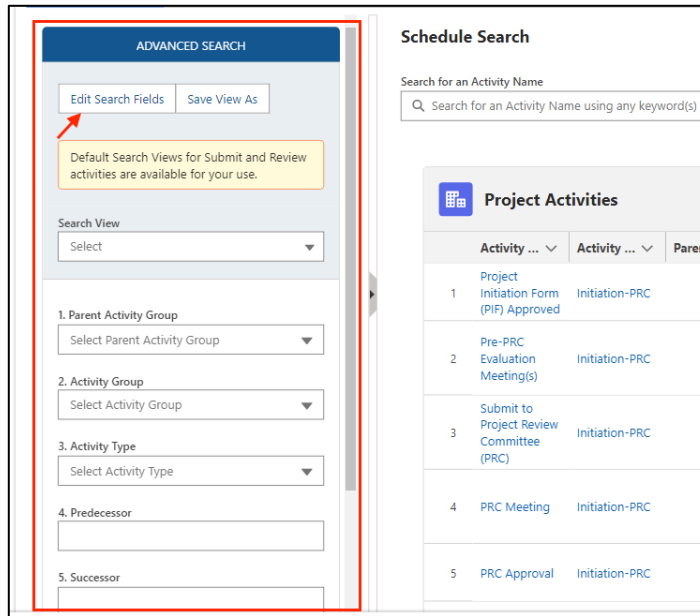 ADVANCED SEARCH
Edit Search Fields
Save View As
Default Search Views for Submit and Review
activities are available for your use.
Search View
Select
1. Parent Activity Group
Select Parent Activity Group
2. Activity Group
Select Activity Group
3. Activity Type
Select Activity Type
4. Predecessor
5. Successor
Schedule Search
Search for an Activity Name
Search for an Activity Name using any keyword(s)
Project Activities
Activity ... Activity ... Paren
1 Project
Initiation Form
(PIF) Approved
Initiation-PRC
2 Pre-PRC
Evaluation
Meeting(s)
Initiation-PRC
3 Submit to
Project Review
Committee
(PRC)
Initiation-PRC
4 PRC Meeting Initiation-PRC
5 PRC Approval Initiation-PRC